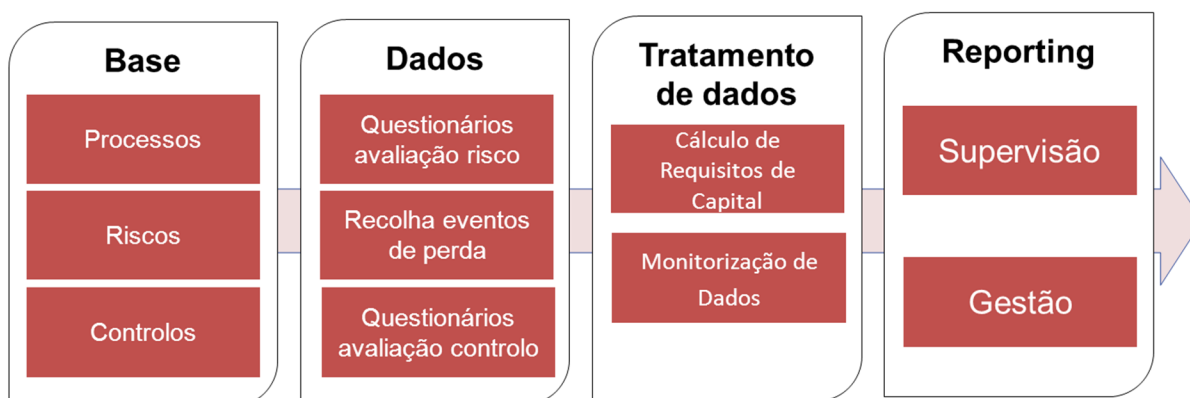 Base
Processos
Riscos
Controlos
Dados
Questionários
avaliação risco
Recolha eventos
de perda
Questionários
avaliação controlo
Tratamento
de dados
Cálculo de
Requisitos de
Capital
Monitorização de
Dados
Reporting
Supervisão
Gestão